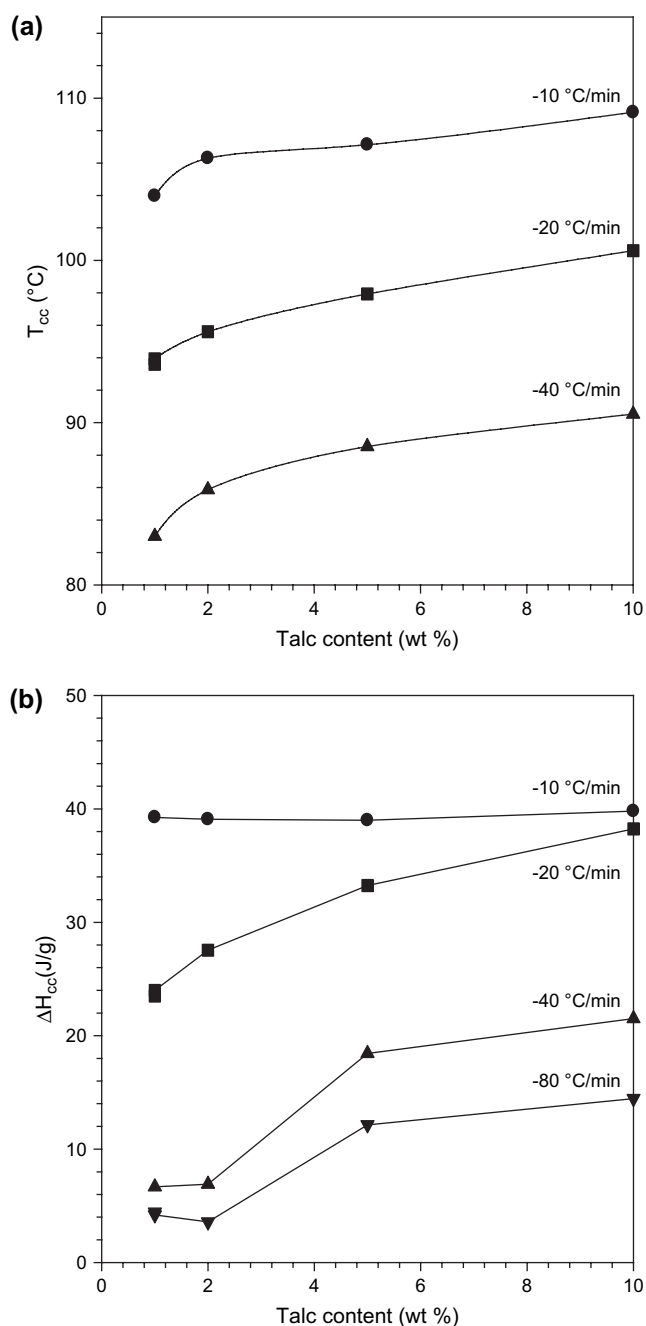 (a)
110
100
90
80
T_cc (°C)
-10 °C/min
-20 °C/min
-40 °C/min
0 2 4 6 8 10
Talc content (wt %)
(b)
50
40
30
20
10
0
ΔH_cc(J/g)
-10 °C/min
-20 °C/min
-40 °C/min
-80 °C/min
0 2 4 6 8 10
Talc content (wt %)